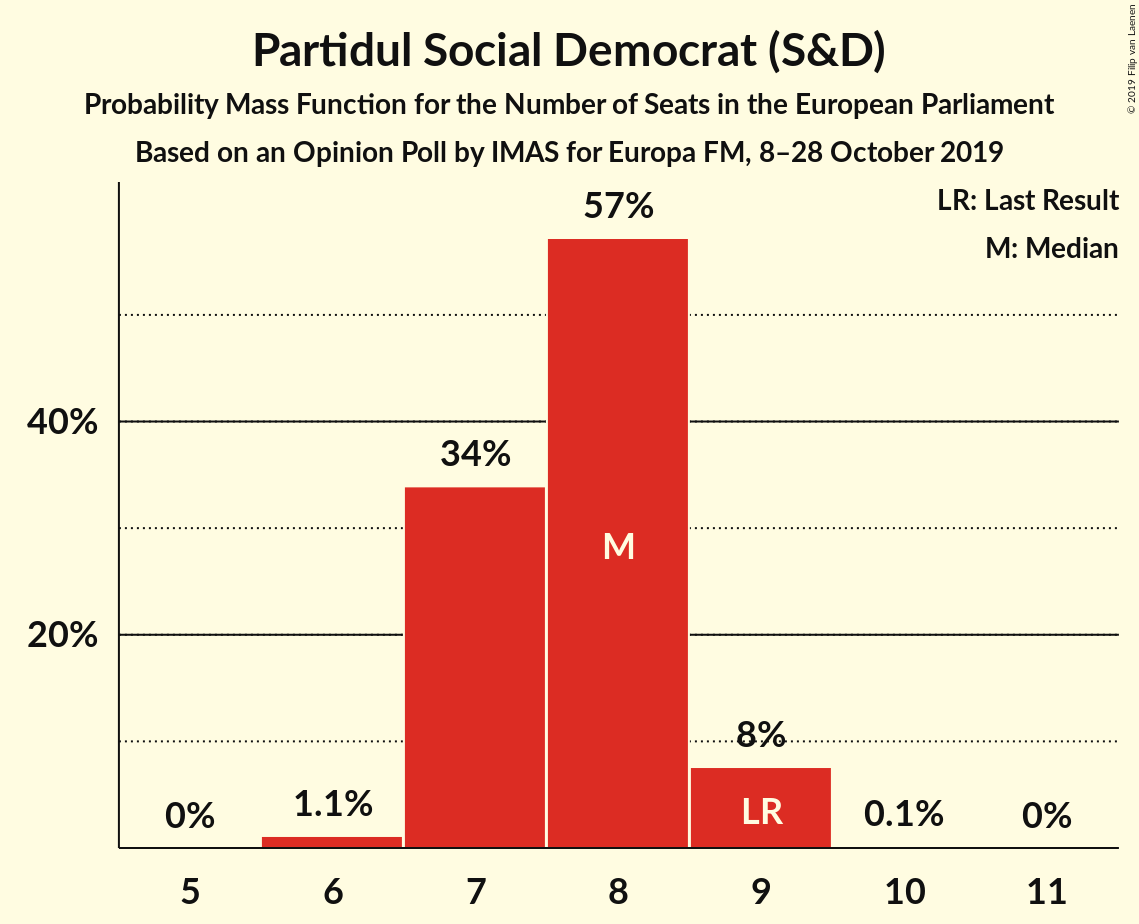 Partidul Social Democrat (S&D)
Probability Mass Function for the Number of Seats in the European Parliament
Based on an Opinion Poll by IMAS for Europa FM, 8–28 October 2019
© 2019 Filip van Laenen
LR: Last Result
M: Median
57%
40%
34%
M
20%
8%
LR
1.1%
0%
0.1%
0%
5 6 7 8 9 10 11